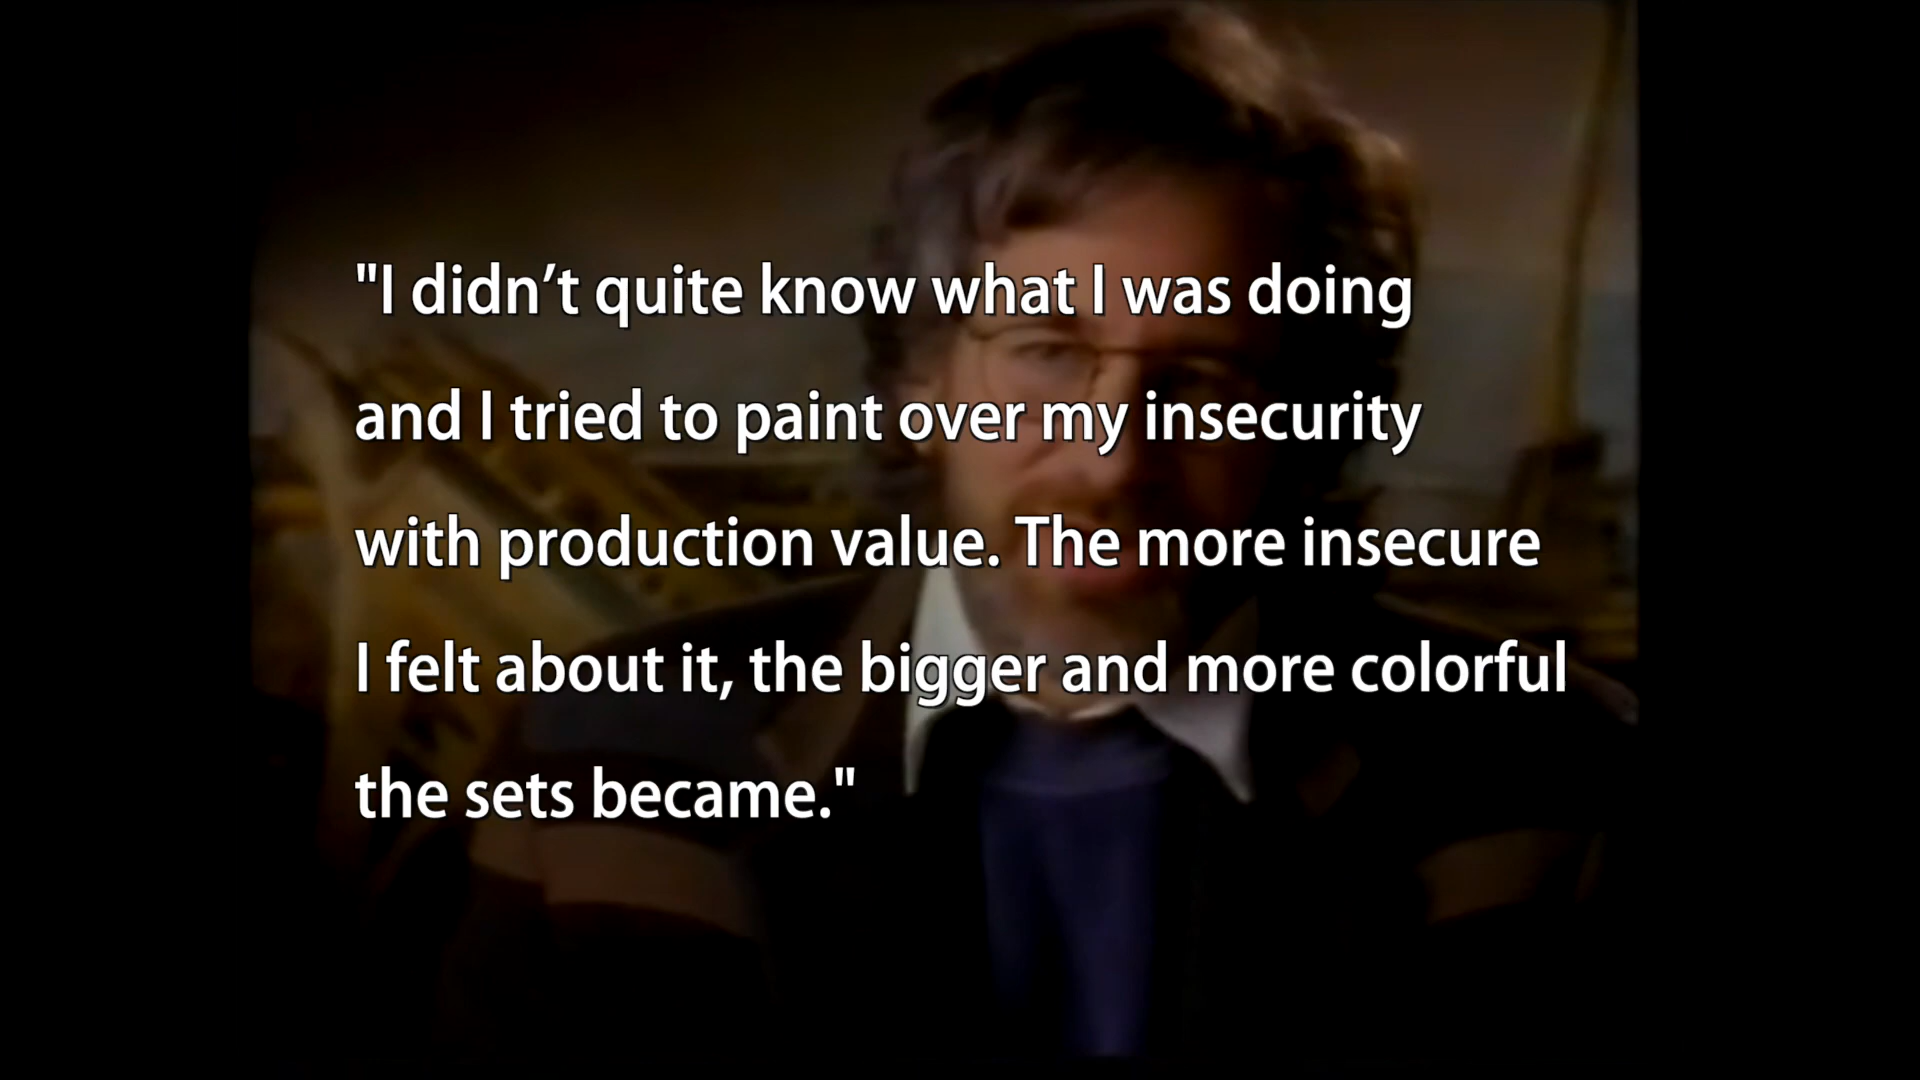 "I didn’t quite know what I was doing
and I tried to paint over my insecurity
with production value. The more insecure
I felt about it, the bigger and more colorful
the sets became."